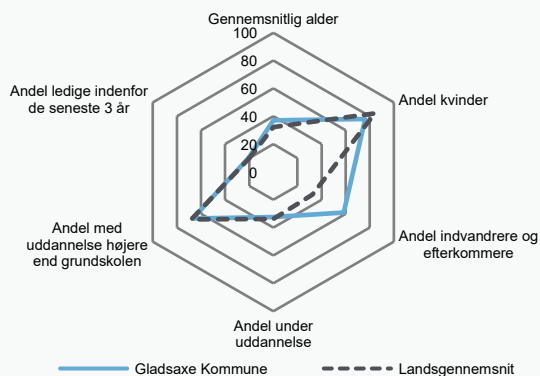 Gennemsnitlig alder
100
80
60
40
20
0
Andel kvinder
Andel indvandrere og
efterkommere
Andel under
uddannelse
Andel med
uddannelse højere
end grundskolen
Andel ledige indenfor
de seneste 3 år
Gladsaxe Kommune
Landsgennemsnit